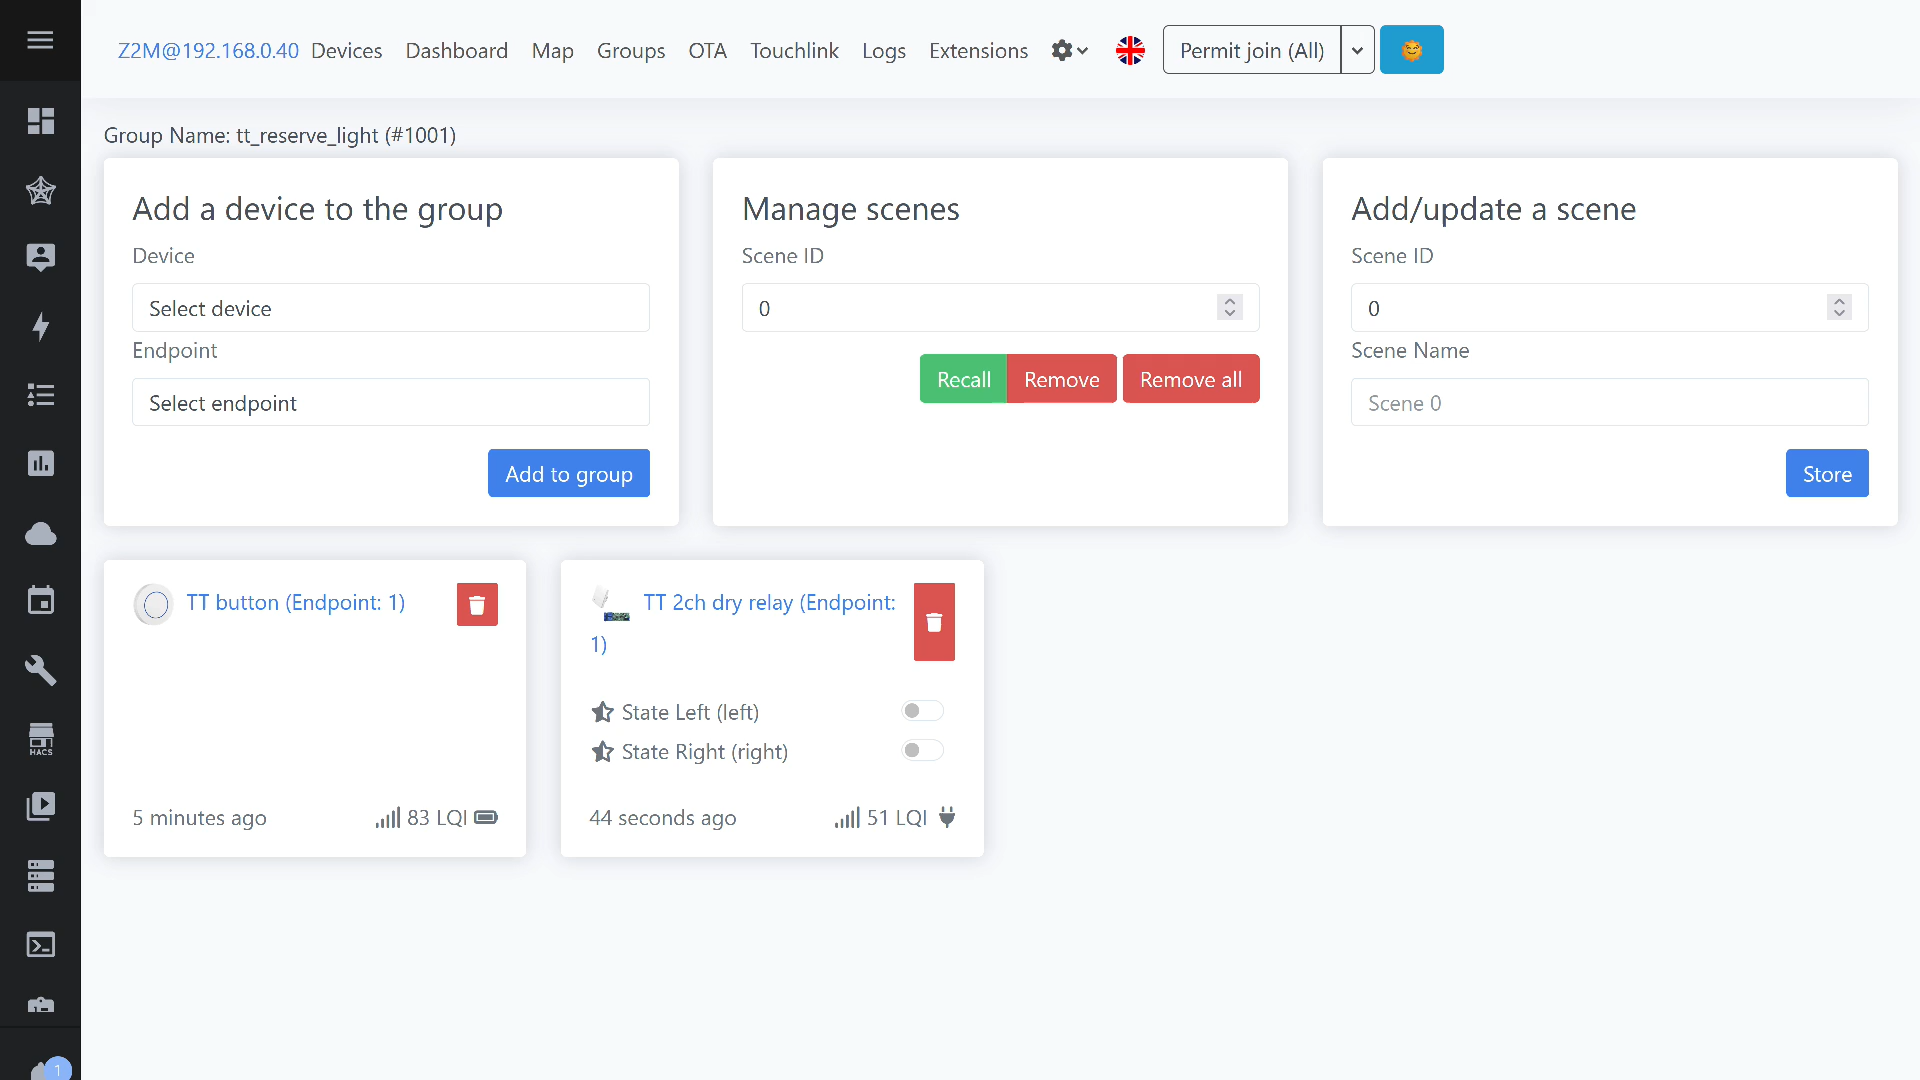 Z2M@192.168.0.40 Devices Dashboard Map Groups OTA Touchlink Logs Extensions Permit join (All)
Group Name: tt_reserve_light (#1001)
Add a device to the group
Device
Select device
Endpoint
Select endpoint
Add to group
Manage scenes
Scene ID
0
Recall Remove Remove all
Add/update a scene
Scene ID
0
Scene Name
Scene 0
Store
TT button (Endpoint: 1)
5 minutes ago 83 LQI
TT 2ch dry relay (Endpoint:
1)
State Left (left)
State Right (right)
44 seconds ago 51 LQI
HACS
1